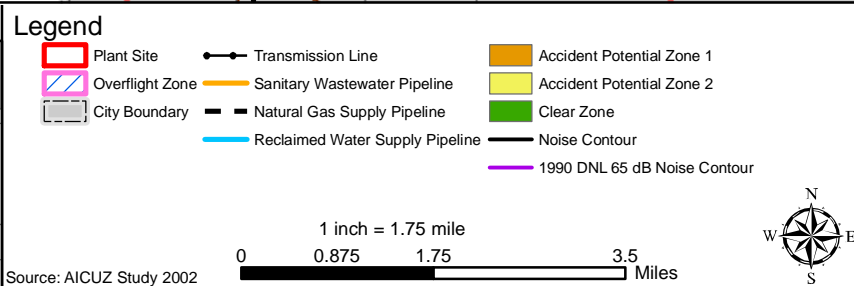 Legend
Plant Site
Overflight Zone
City Boundary
Transmission Line
Sanitary Wastewater Pipeline
Natural Gas Supply Pipeline
Reclaimed Water Supply Pipeline
Accident Potential Zone 1
Accident Potential Zone 2
Clear Zone
Noise Contour
1990 DNL 65 dB Noise Contour
1 inch = 1.75 mile
0 0.875 1.75 3.5
Miles
Source: AICUZ Study 2002
N
W E
S